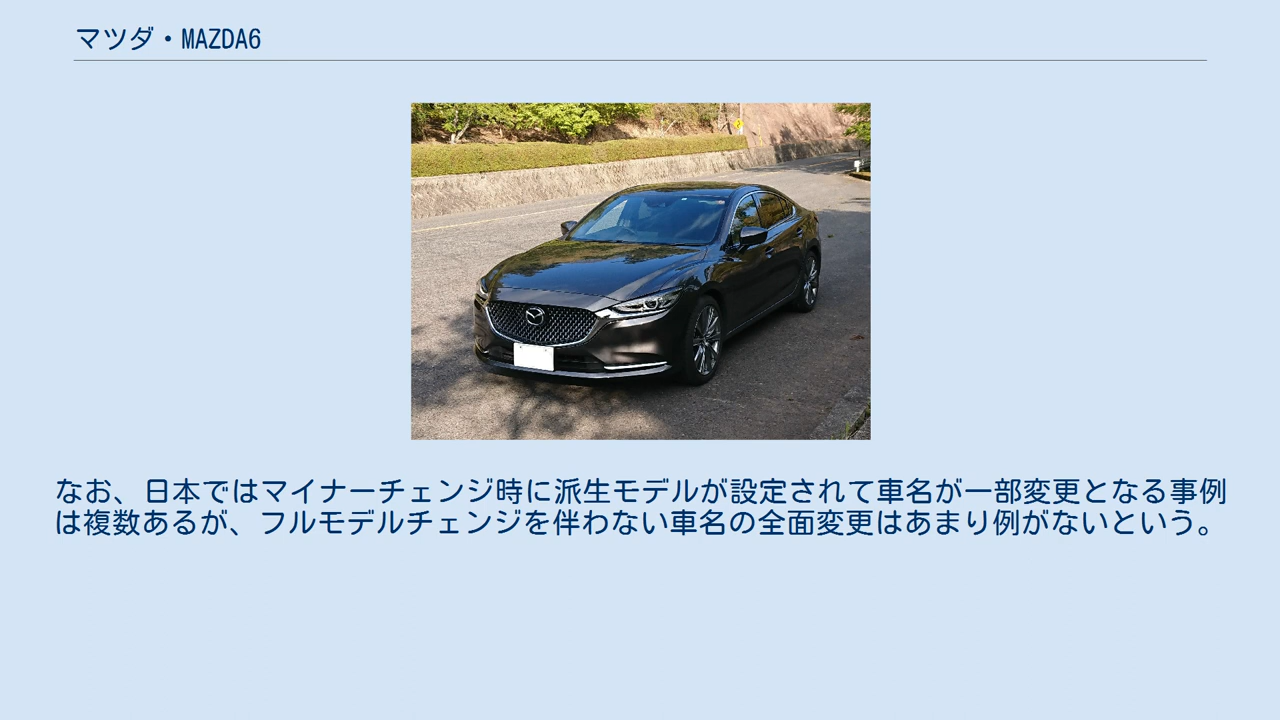 マツダ・MAZDA6
なお、日本ではマイナーチェンジ時に派生モデルが設定されて車名が一部変更となる事例
は複数あるが、フルモデルチェンジを伴わない車名の全面変更はあまり例がないという。